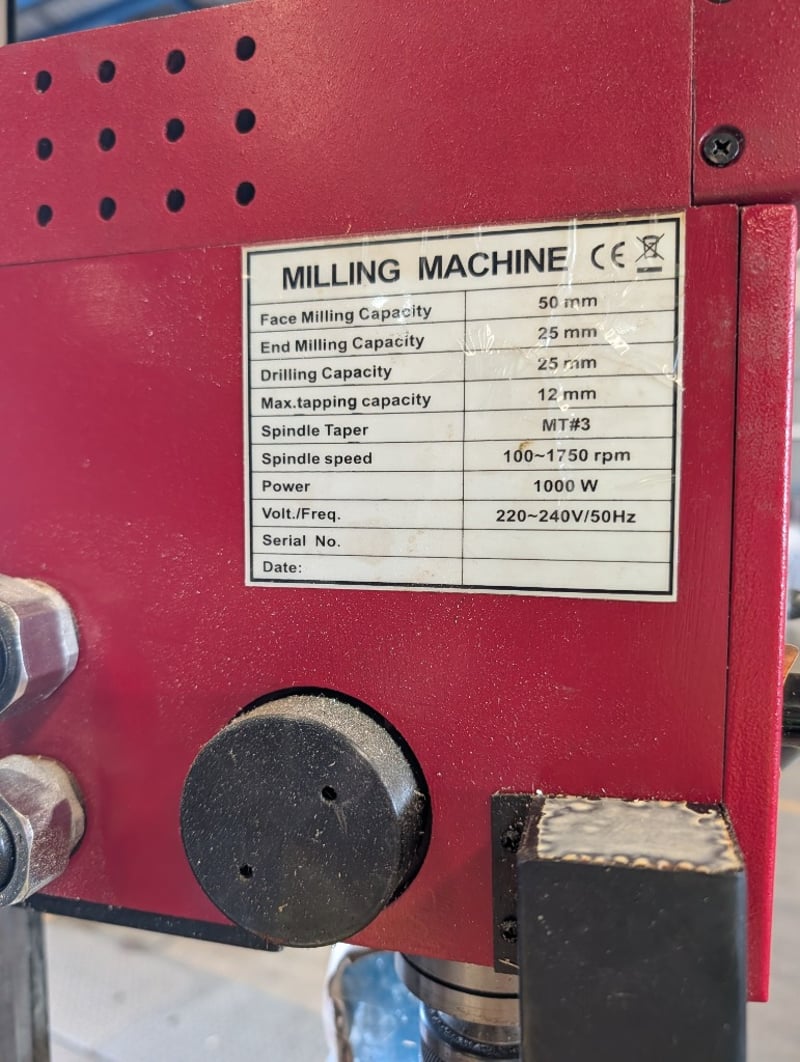 MILLING MACHINE CE
Face Milling Capacity 50 mm
End Milling Capacity 25 mm
Drilling Capacity 25 mm
Max.tapping capacity 12 mm
Spindle Taper MT#3
Spindle speed 100~1750 rpm
Power 1000 W
Volt./Freq. 220~240V/50Hz
Serial No.
Date: